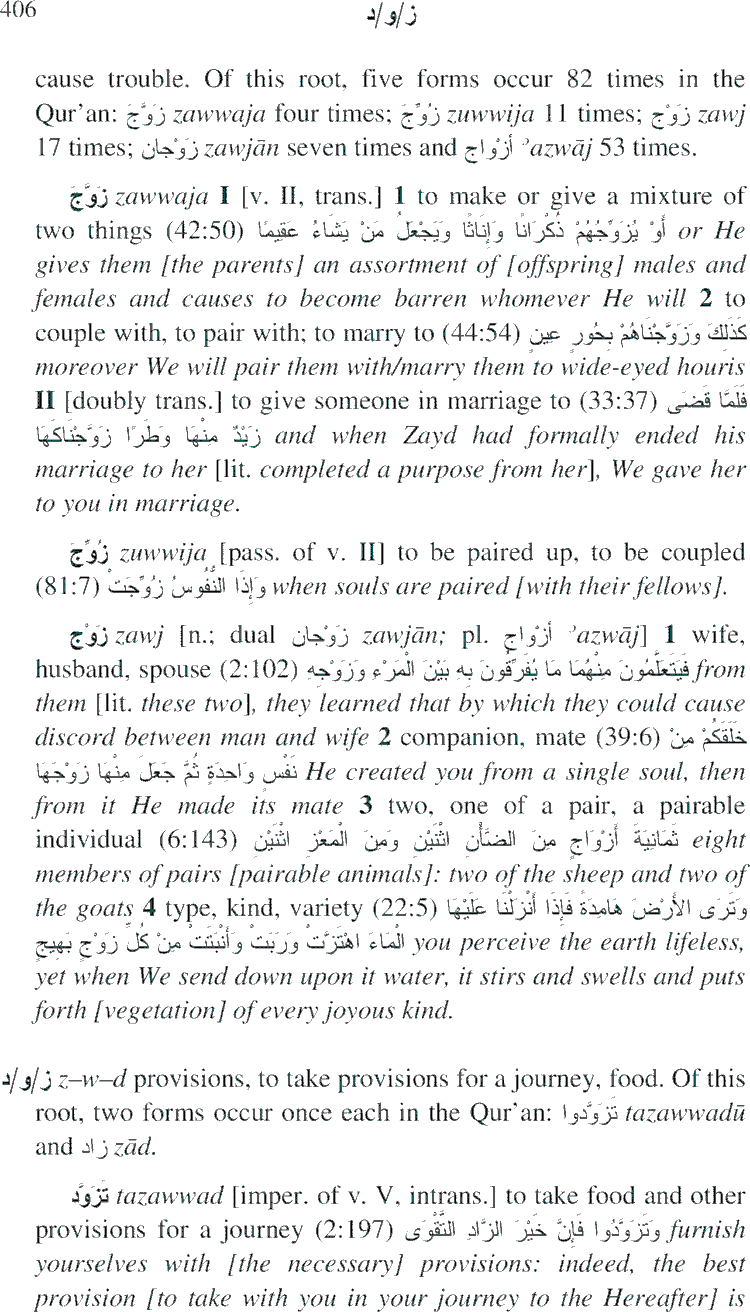 406 ز/و/د
cause trouble. Of this root, five forms occur 82 times in the
Qur'an: زَوَّجَ zawwaja four times; زُوِّجَ zuwwija 11 times; زَوْج zawj
17 times; زَوْجان zawjān seven times and أزْواج ʾazwāj 53 times.
زَوَّجَ zawwaja I [v. II, trans.] 1 to make or give a mixture of
two things (42:50) أَوْ يُزَوِّجُهُمْ ذُكْرَانًا وَإِنَاثًا وَيَجْعَلُ مَنْ يَشَاءُ عَقِيمًا or He
gives them [the parents] an assortment of [offspring] males and
females and causes to become barren whomever He will 2 to
couple with, to pair with; to marry to (44:54) كَذَلِكَ وَزَوَّجْنَاهُمْ بِحُورٍ عِينٍ
moreover We will pair them with/marry them to wide-eyed houris
II [doubly trans.] to give someone in marriage to (33:37) فَلَمَّا قَضَى
زَيْدٌ مِنْهَا وَطَرًا زَوَّجْنَاكَهَا and when Zayd had formally ended his
marriage to her [lit. completed a purpose from her], We gave her
to you in marriage.
زُوِّجَ zuwwija [pass. of v. II] to be paired up, to be coupled
(81:7) وَإِذَا النُّفُوسُ زُوِّجَتْ when souls are paired [with their fellows].
زَوْج zawj [n.; dual زَوْجان zawjān; pl. أزْواج ʾazwāj] 1 wife,
husband, spouse (2:102) فَيَتَعَلَّمُونَ مِنْهُمَا مَا يُفَرِّقُونَ بِهِ بَيْنَ الْمَرْءِ وَزَوْجِهِ from
them [lit. these two], they learned that by which they could cause
discord between man and wife 2 companion, mate (39:6) خَلَقَكُمْ مِنْ
نَفْسٍ وَاحِدَةٍ ثُمَّ جَعَلَ مِنْهَا زَوْجَهَا He created you from a single soul, then
from it He made its mate 3 two, one of a pair, a pairable
individual (6:143) ثَمَانِيَةَ أَزْوَاجٍ مِنَ الضَّأْنِ اثْنَيْنِ وَمِنَ الْمَعْزِ اثْنَيْنِ eight
members of pairs [pairable animals]: two of the sheep and two of
the goats 4 type, kind, variety (22:5) وَتَرَى الأَرْضَ هَامِدَةً فَإِذَا أَنْزَلْنَا عَلَيْهَا
الْمَاءَ اهْتَزَّتْ وَرَبَتْ وَأَنْبَتَتْ مِنْ كُلِّ زَوْجٍ بَهِيجٍ you perceive the earth lifeless,
yet when We send down upon it water, it stirs and swells and puts
forth [vegetation] of every joyous kind.
ز/و/د z–w–d provisions, to take provisions for a journey, food. Of this
root, two forms occur once each in the Qur'an: تَزَوَّدوا tazawwadū
and زاد zād.
تَزَوَّد tazawwad [imper. of v. V, intrans.] to take food and other
provisions for a journey (2:197) وَتَزَوَّدُوا فَإِنَّ خَيْرَ الزَّادِ التَّقْوَى furnish
yourselves with [the necessary] provisions: indeed, the best
provision [to take with you in your journey to the Hereafter] is